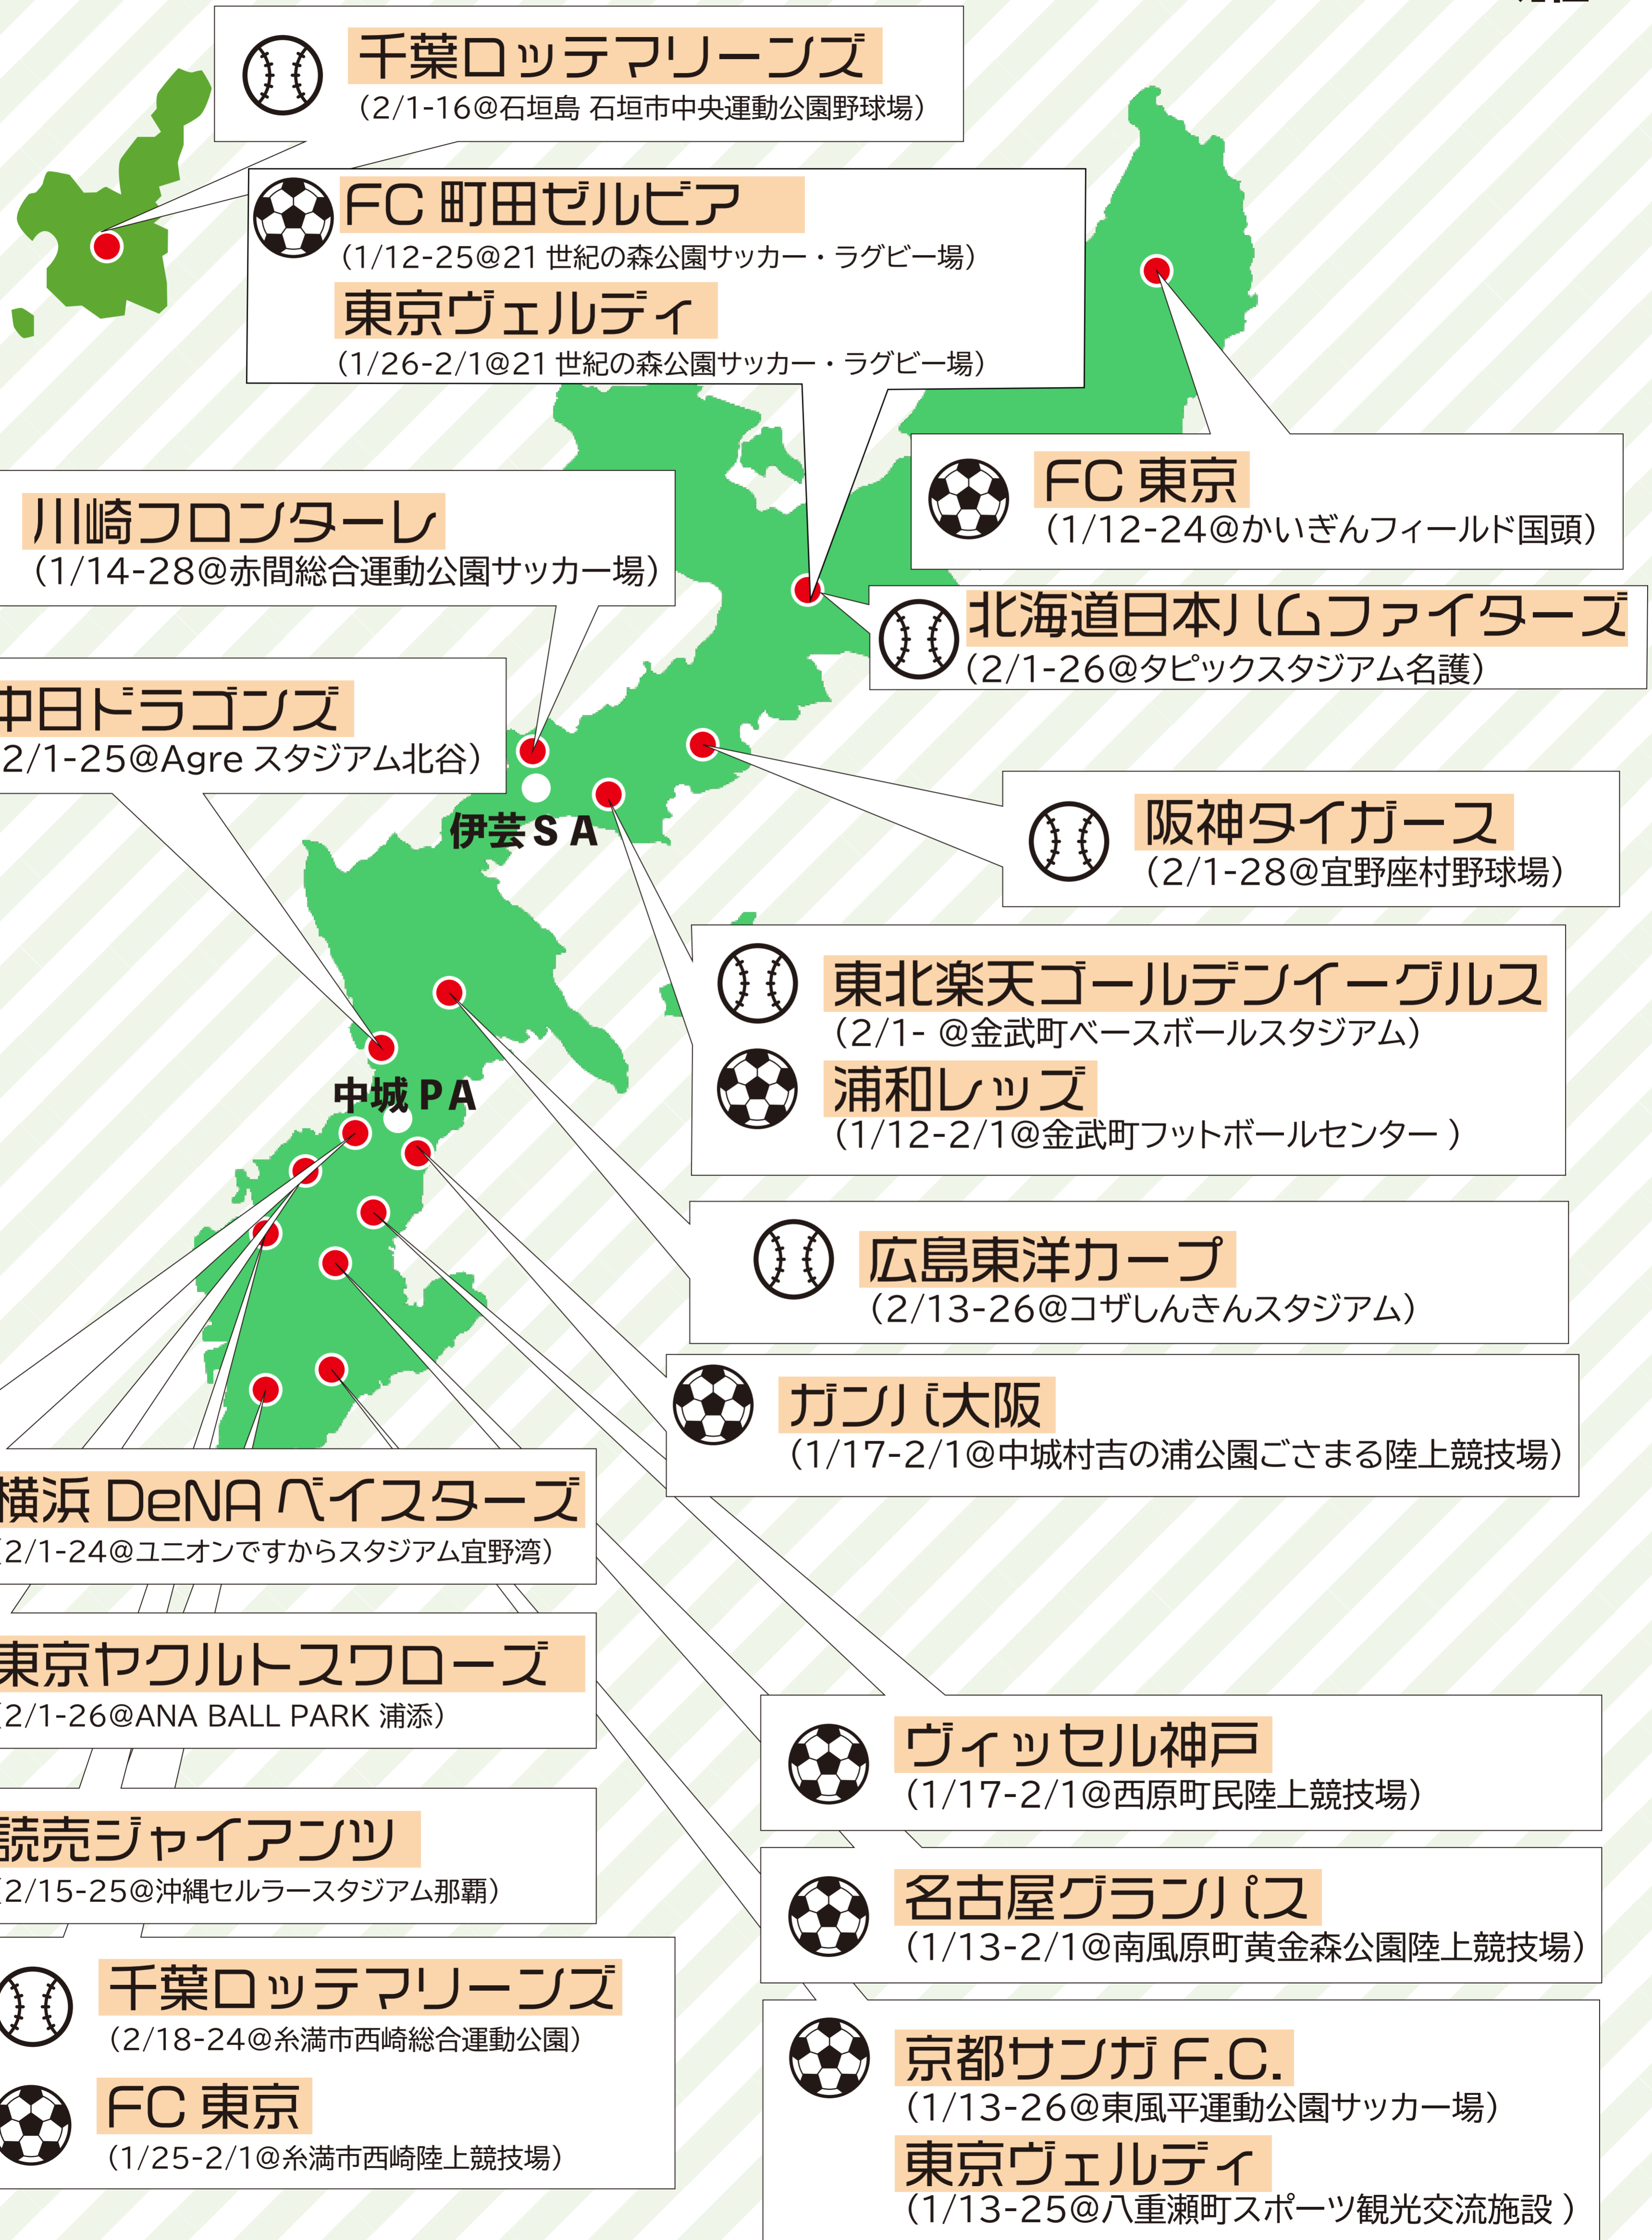 千葉ロッテマリーンズ
（2/1-16@石垣島 石垣市中央運動公園野球場）
FC 町田ゼルビア
（1/12-25@21 世紀の森公園サッカー・ラグビー場）
東京ヴェルディ
（1/26-2/1@21 世紀の森公園サッカー・ラグビー場）
FC 東京
（1/12-24@かいぎんフィールド国頭）
川崎フロンターレ
（1/14-28@赤間総合運動公園サッカー場）
北海道日本ハムファイターズ
（2/1-26@タピックスタジアム名護）
中日ドラゴンズ
2/1-25@Agre スタジアム北谷）
伊芸ＳＡ
阪神タイガース
（2/1-28@宜野座村野球場）
東北楽天ゴールデンイーグルス
（2/1- @金武町ベースボールスタジアム）
浦和レッズ
（1/12-2/1@金武町フットボールセンター ）
中城ＰＡ
広島東洋カープ
（2/13-26@コザしんきんスタジアム）
ガンバ大阪
（1/17-2/1@中城村吉の浦公園ごさまる陸上競技場）
横浜 DeNA ベイスターズ
（2/1-24@ユニオンですからスタジアム宜野湾）
東京ヤクルトスワローズ
（2/1-26@ANA BALL PARK 浦添）
読売ジャイアンツ
（2/15-25@沖縄セルラースタジアム那覇）
千葉ロッテマリーンズ
（2/18-24@糸満市西崎総合運動公園）
FC 東京
（1/25-2/1@糸満市西崎陸上競技場）
ヴィッセル神戸
（1/17-2/1@西原町民陸上競技場）
名古屋グランパス
（1/13-2/1@南風原町黄金森公園陸上競技場）
京都サンガ F.C.
（1/13-26@東風平運動公園サッカー場）
東京ヴェルディ
（1/13-25@八重瀬町スポーツ観光交流施設 ）